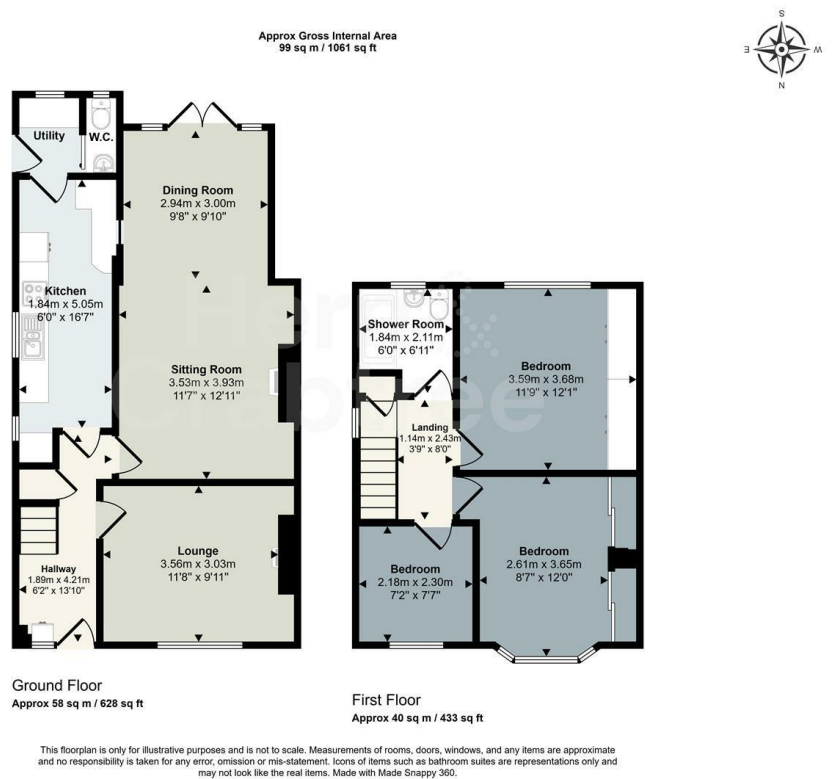 Approx Gross Internal Area
99 sq m / 1061 sq ft
S
E
W
N
Utility
W.C.
Dining Room
2.94m x 3.00m
9'8" x 9'10"
Kitchen
1.84m x 5.05m
6'0" x 16'7"
Sitting Room
3.53m x 3.93m
11'7" x 12'11"
Lounge
3.56m x 3.03m
11'8" x 9'11"
Hallway
1.89m x 4.21m
6'2" x 13'10"
Shower Room
1.84m x 2.11m
6'0" x 6'11"
Bedroom
3.59m x 3.68m
11'9" x 12'1"
Landing
1.14m x 2.43m
3'9" x 8'0"
Bedroom
2.18m x 2.30m
7'2" x 7'7"
Bedroom
2.61m x 3.65m
8'7" x 12'0"
Ground Floor
Approx 58 sq m / 628 sq ft
First Floor
Approx 40 sq m / 433 sq ft
This floorplan is only for illustrative purposes and is not to scale. Measurements of rooms, doors, windows, and any items are approximate
and no responsibility is taken for any error, omission or mis-statement. Icons of items such as bathroom suites are representations only and
may not look like the real items. Made with Made Snappy 360.